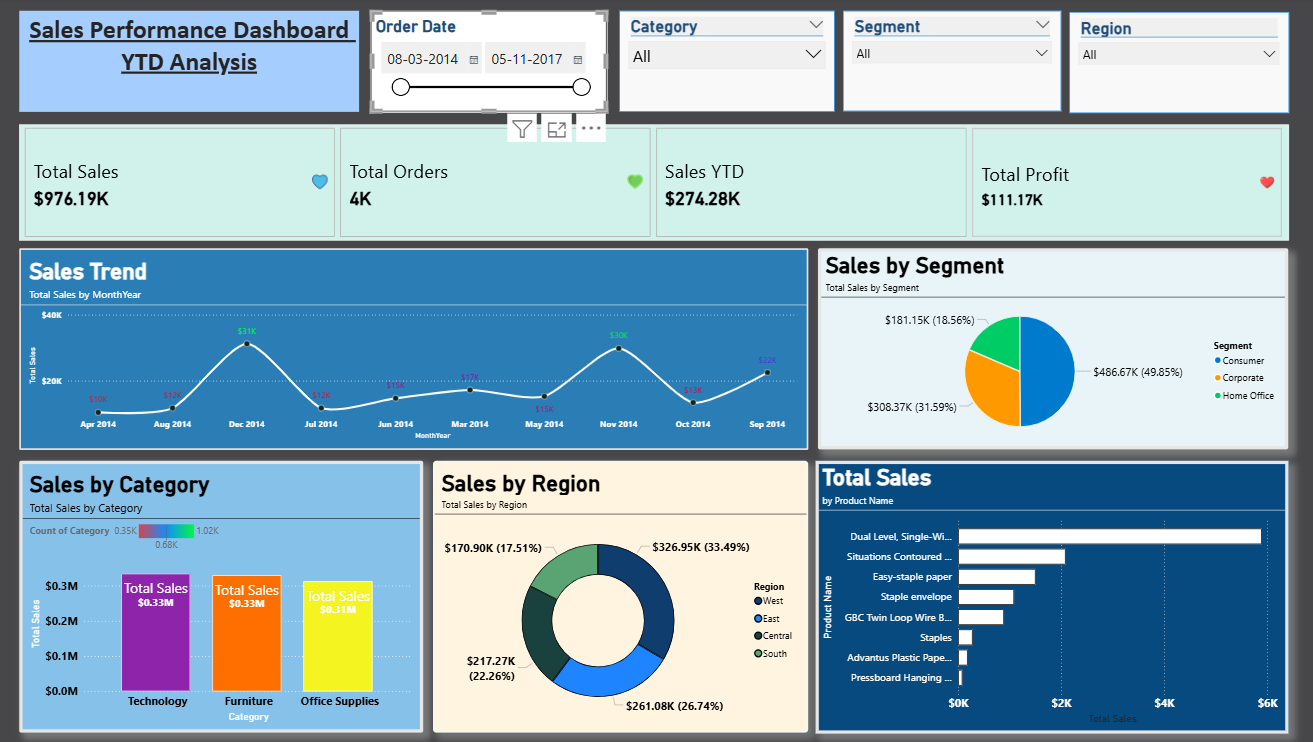 Sales Performance Dashboard
YTD Analysis
Order Date
08-03-2014
05-11-2017
Category
All
Segment
All
Region
All
Total Sales
$976.19K
Total Orders
4K
Sales YTD
$274.28K
Total Profit
$111.17K
Sales Trend
Total Sales by MonthYear
Total Sales
$40K
$20K
$10K
$12K
$31K
$12K
$15K
$17K
$15K
$30K
$13K
$22K
Apr 2014
Aug 2014
Dec 2014
Jul 2014
Jun 2014
Mar 2014
May 2014
Nov 2014
Oct 2014
Sep 2014
MonthYear
Sales by Segment
Total Sales by Segment
$181.15K (18.56%)
$486.67K (49.85%)
$308.37K (31.59%)
Segment
Consumer
Corporate
Home Office
Sales by Category
Total Sales by Category
Count of Category 0.35K 1.02K
0.68K
Total Sales
$0.3M
$0.2M
$0.1M
$0.0M
Total Sales
$0.33M
Total Sales
$0.33M
Total Sales
$0.31M
Technology
Furniture
Office Supplies
Category
Sales by Region
Total Sales by Region
$170.90K (17.51%)
$326.95K (33.49%)
$217.27K
(22.26%)
$261.08K (26.74%)
Region
West
East
Central
South
Total Sales
by Product Name
Product Name
Dual Level, Single-Wi...
Situations Contoured ...
Easy-staple paper
Staple envelope
GBC Twin Loop Wire B...
Staples
Advantus Plastic Pape...
Pressboard Hanging ...
$0K
$2K
$4K
$6K
Total Sales